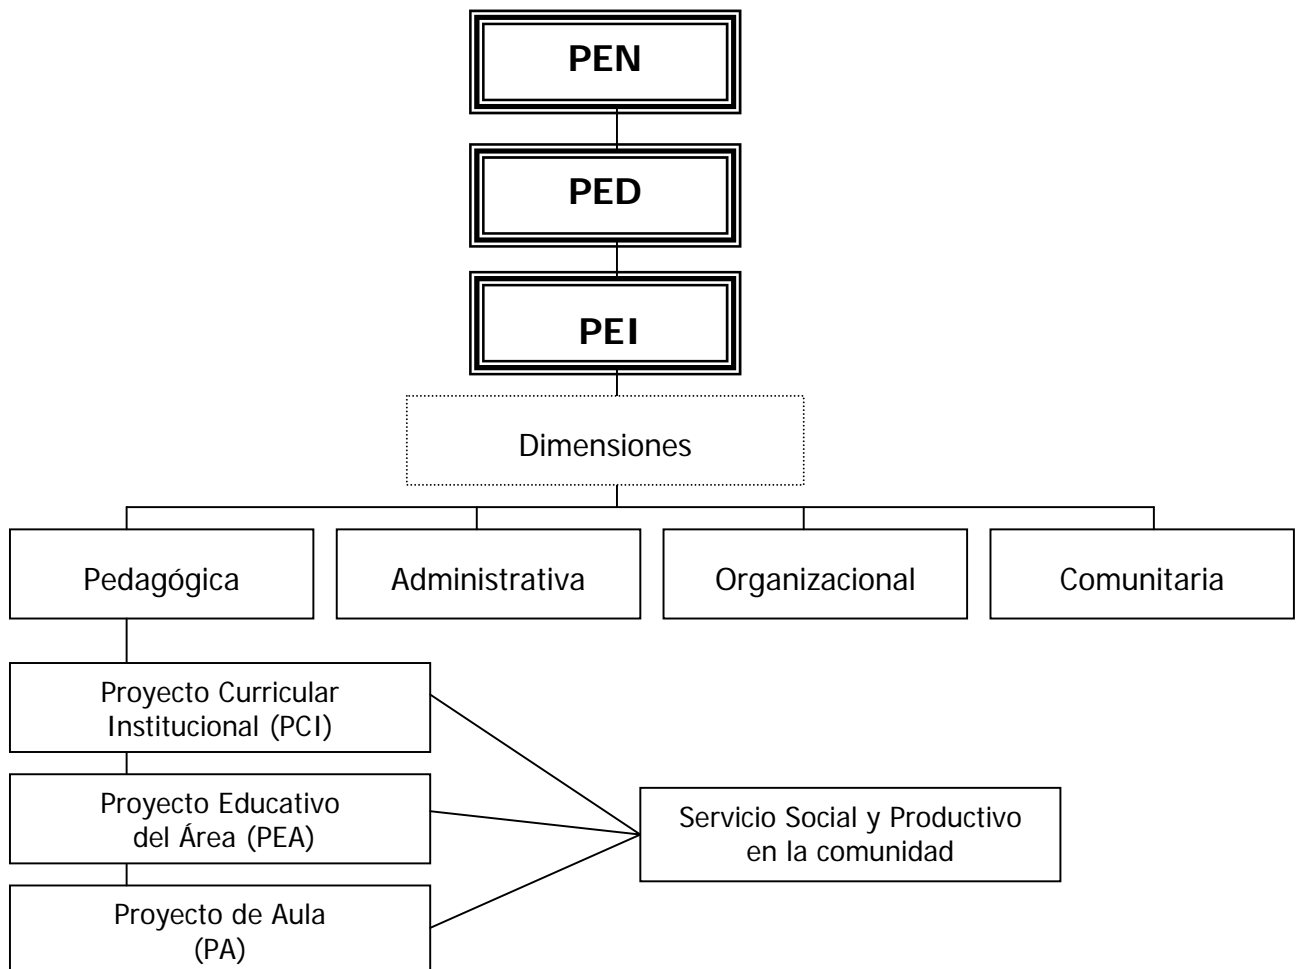 PEN
PED
PEI
Dimensiones
Pedagógica
Administrativa
Organizacional
Comunitaria
Proyecto Curricular
Institucional (PCI)
Proyecto Educativo
del Área (PEA)
Servicio Social y Productivo
en la comunidad
Proyecto de Aula
(PA)